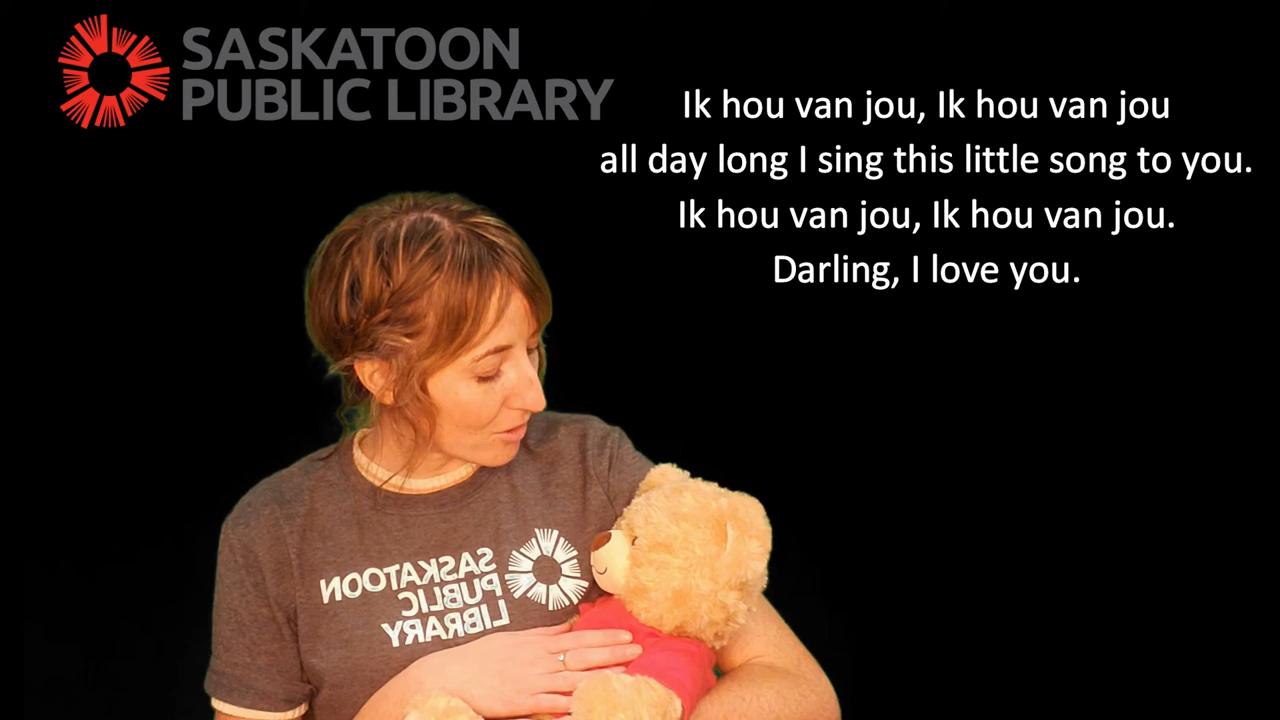 SASKATOON
PUBLIC LIBRARY
Ik hou van jou, Ik hou van jou
all day long I sing this little song to you.
Ik hou van jou, Ik hou van jou.
Darling, I love you.
SASKATOON
PUBLIC
LIBRARY